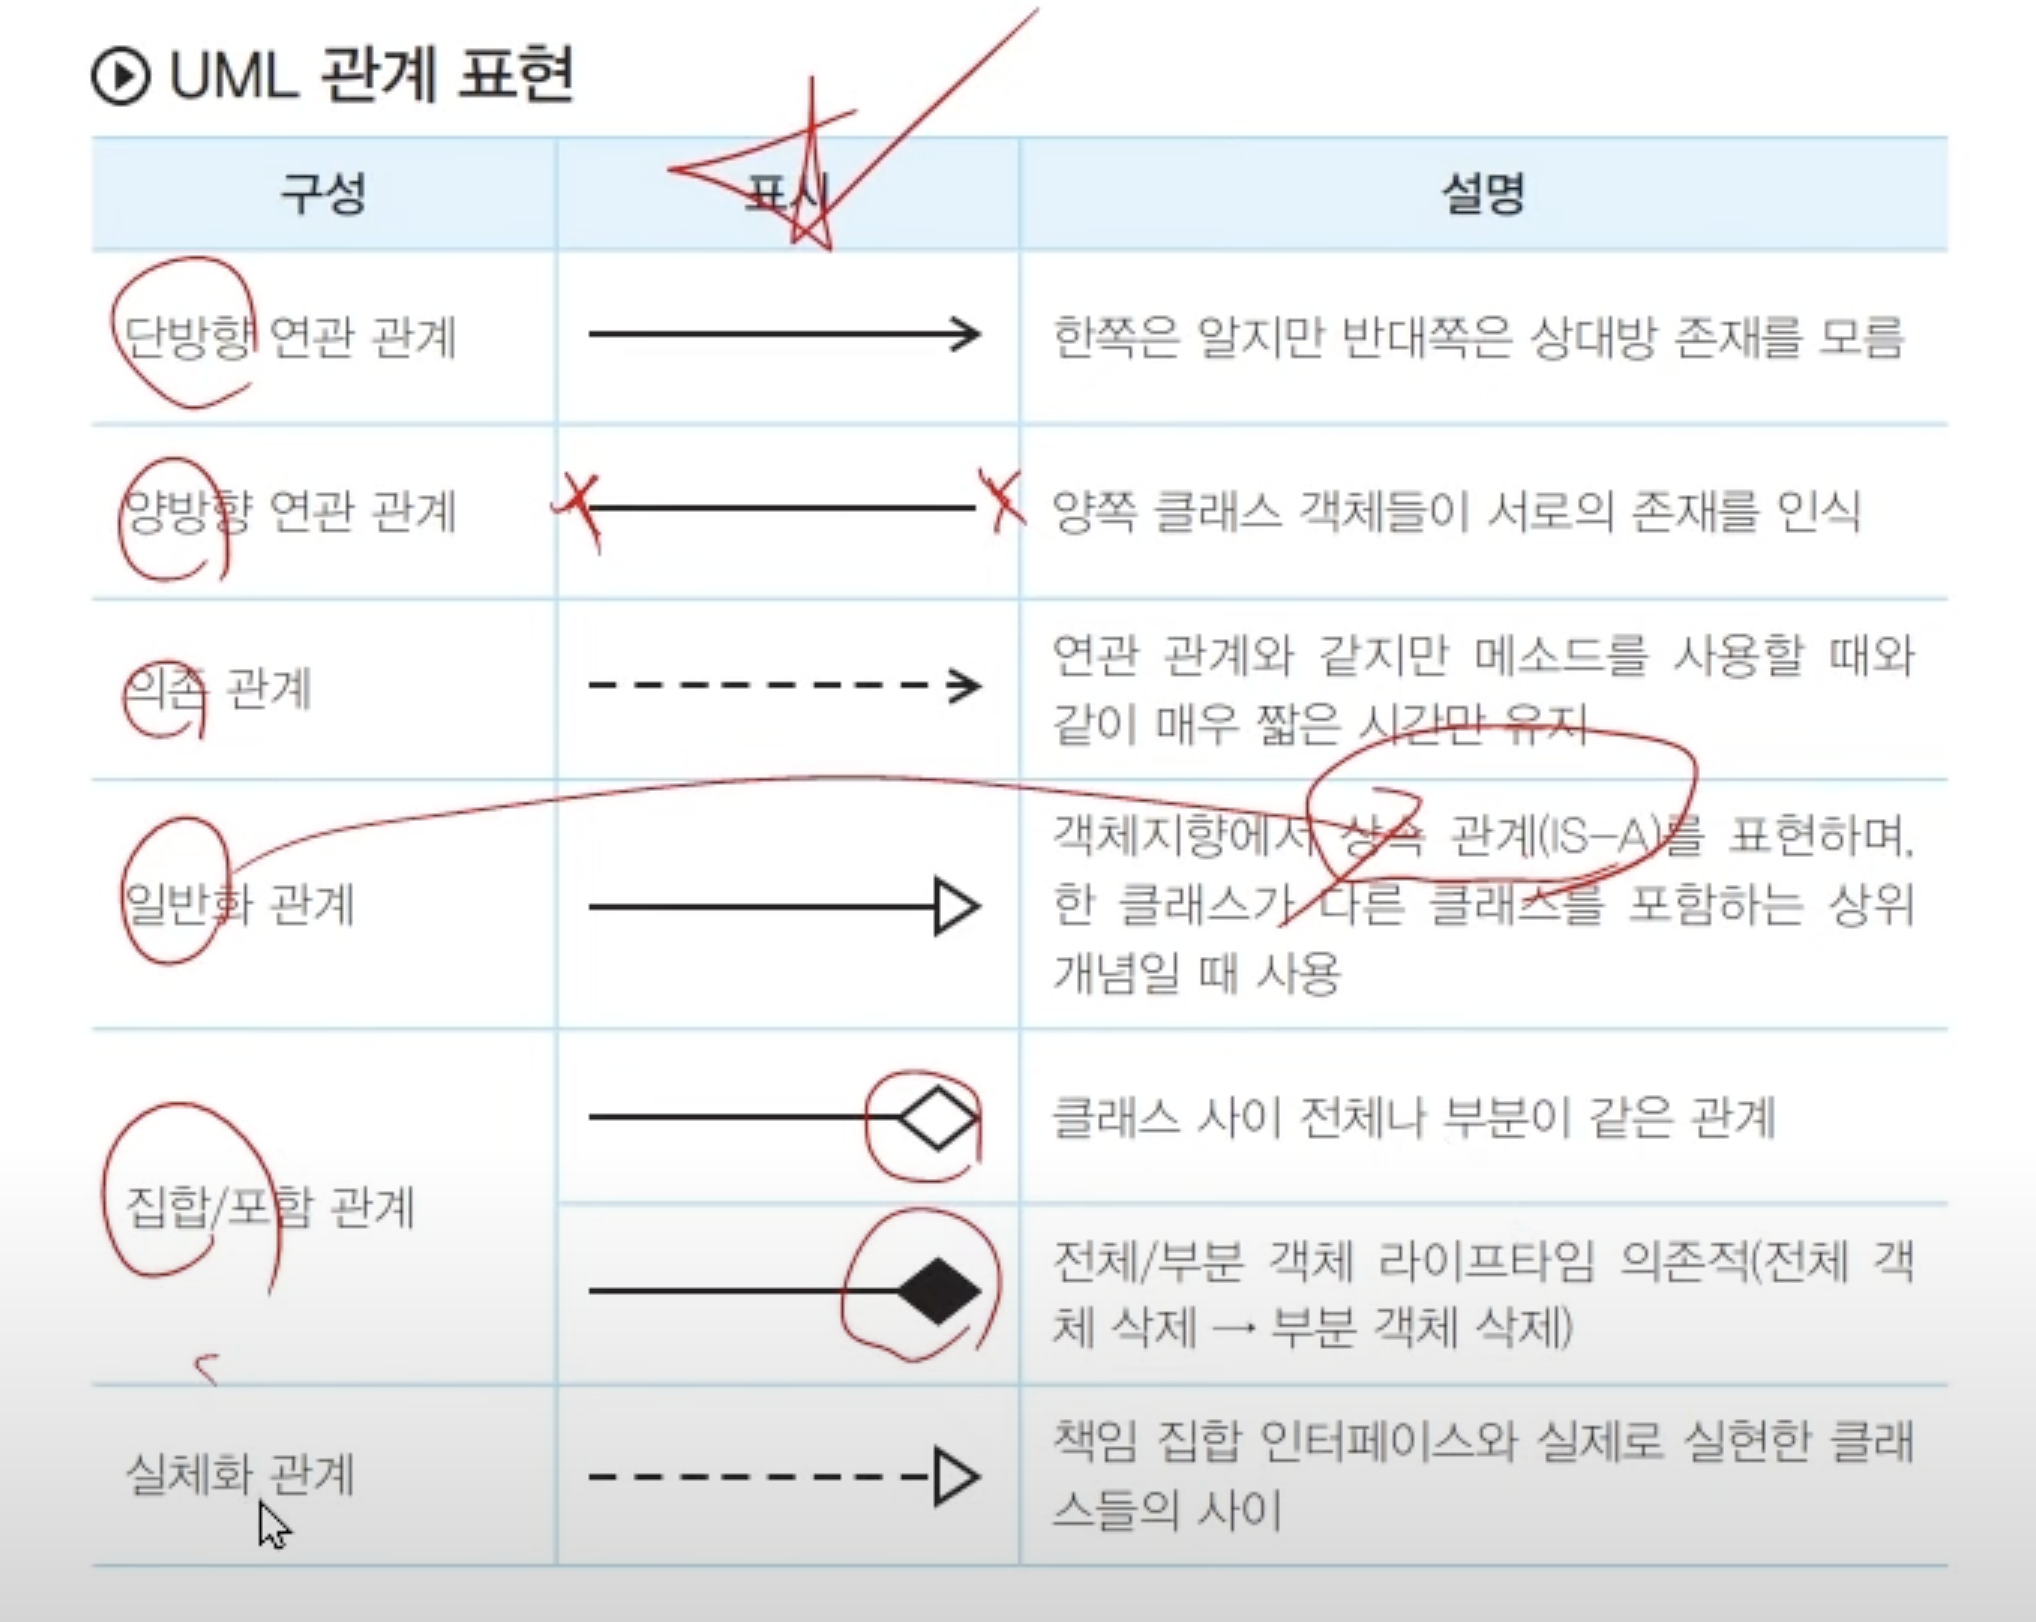 UML 관계 표현
구성
표시
설명
단방향 연관 관계
한쪽은 알지만 반대쪽은 상대방 존재를 모름
양방향 연관 관계
양쪽 클래스 객체들이 서로의 존재를 인식
의존 관계
연관 관계와 같지만 메소드를 사용할 때와
같이 매우 짧은 시간만 유지
일반화 관계
객체지향에서 상속 관계(IS-A)를 표현하며,
한 클래스가 다른 클래스를 포함하는 상위
개념일 때 사용
집합/포함 관계
클래스 사이 전체나 부분이 같은 관계
전체/부분 객체 라이프타임 의존적(전체 객
체 삭제 → 부분 객체 삭제)
실체화 관계
책임 집합 인터페이스와 실제로 실현한 클래
스들의 사이